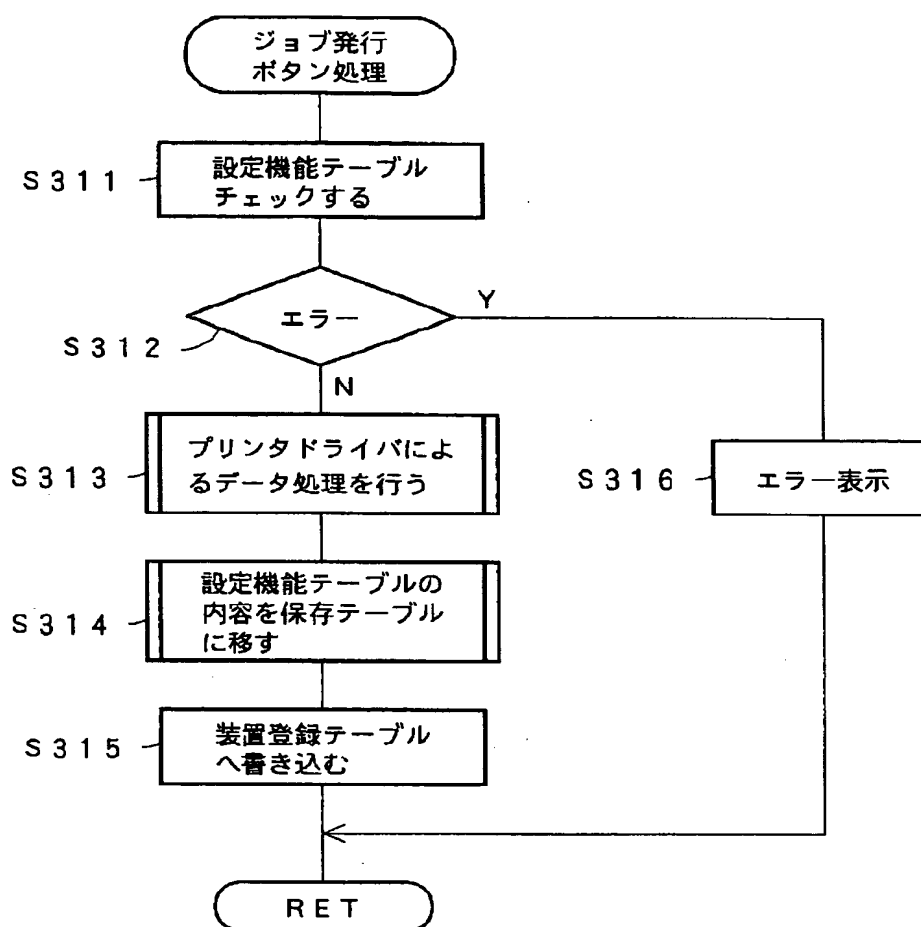 ジョブ発行
ボタン処理
S311
設定機能テーブル
チェックする
エラー
Y
S312
N
S313
プリンタドライバによ
るデータ処理を行う
S316
エラー表示
S314
設定機能テーブルの
内容を保存テーブル
に移す
S315
装置登録テーブル
へ書き込む
RET